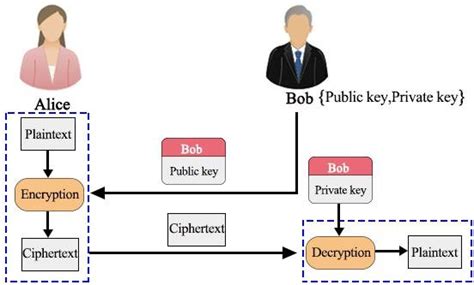 Alice
Bob {Public key,Private key}
Plaintext
Bob
Public key
Bob
Private key
Encryption
Ciphertext
Ciphertext
Decryption
Plaintext